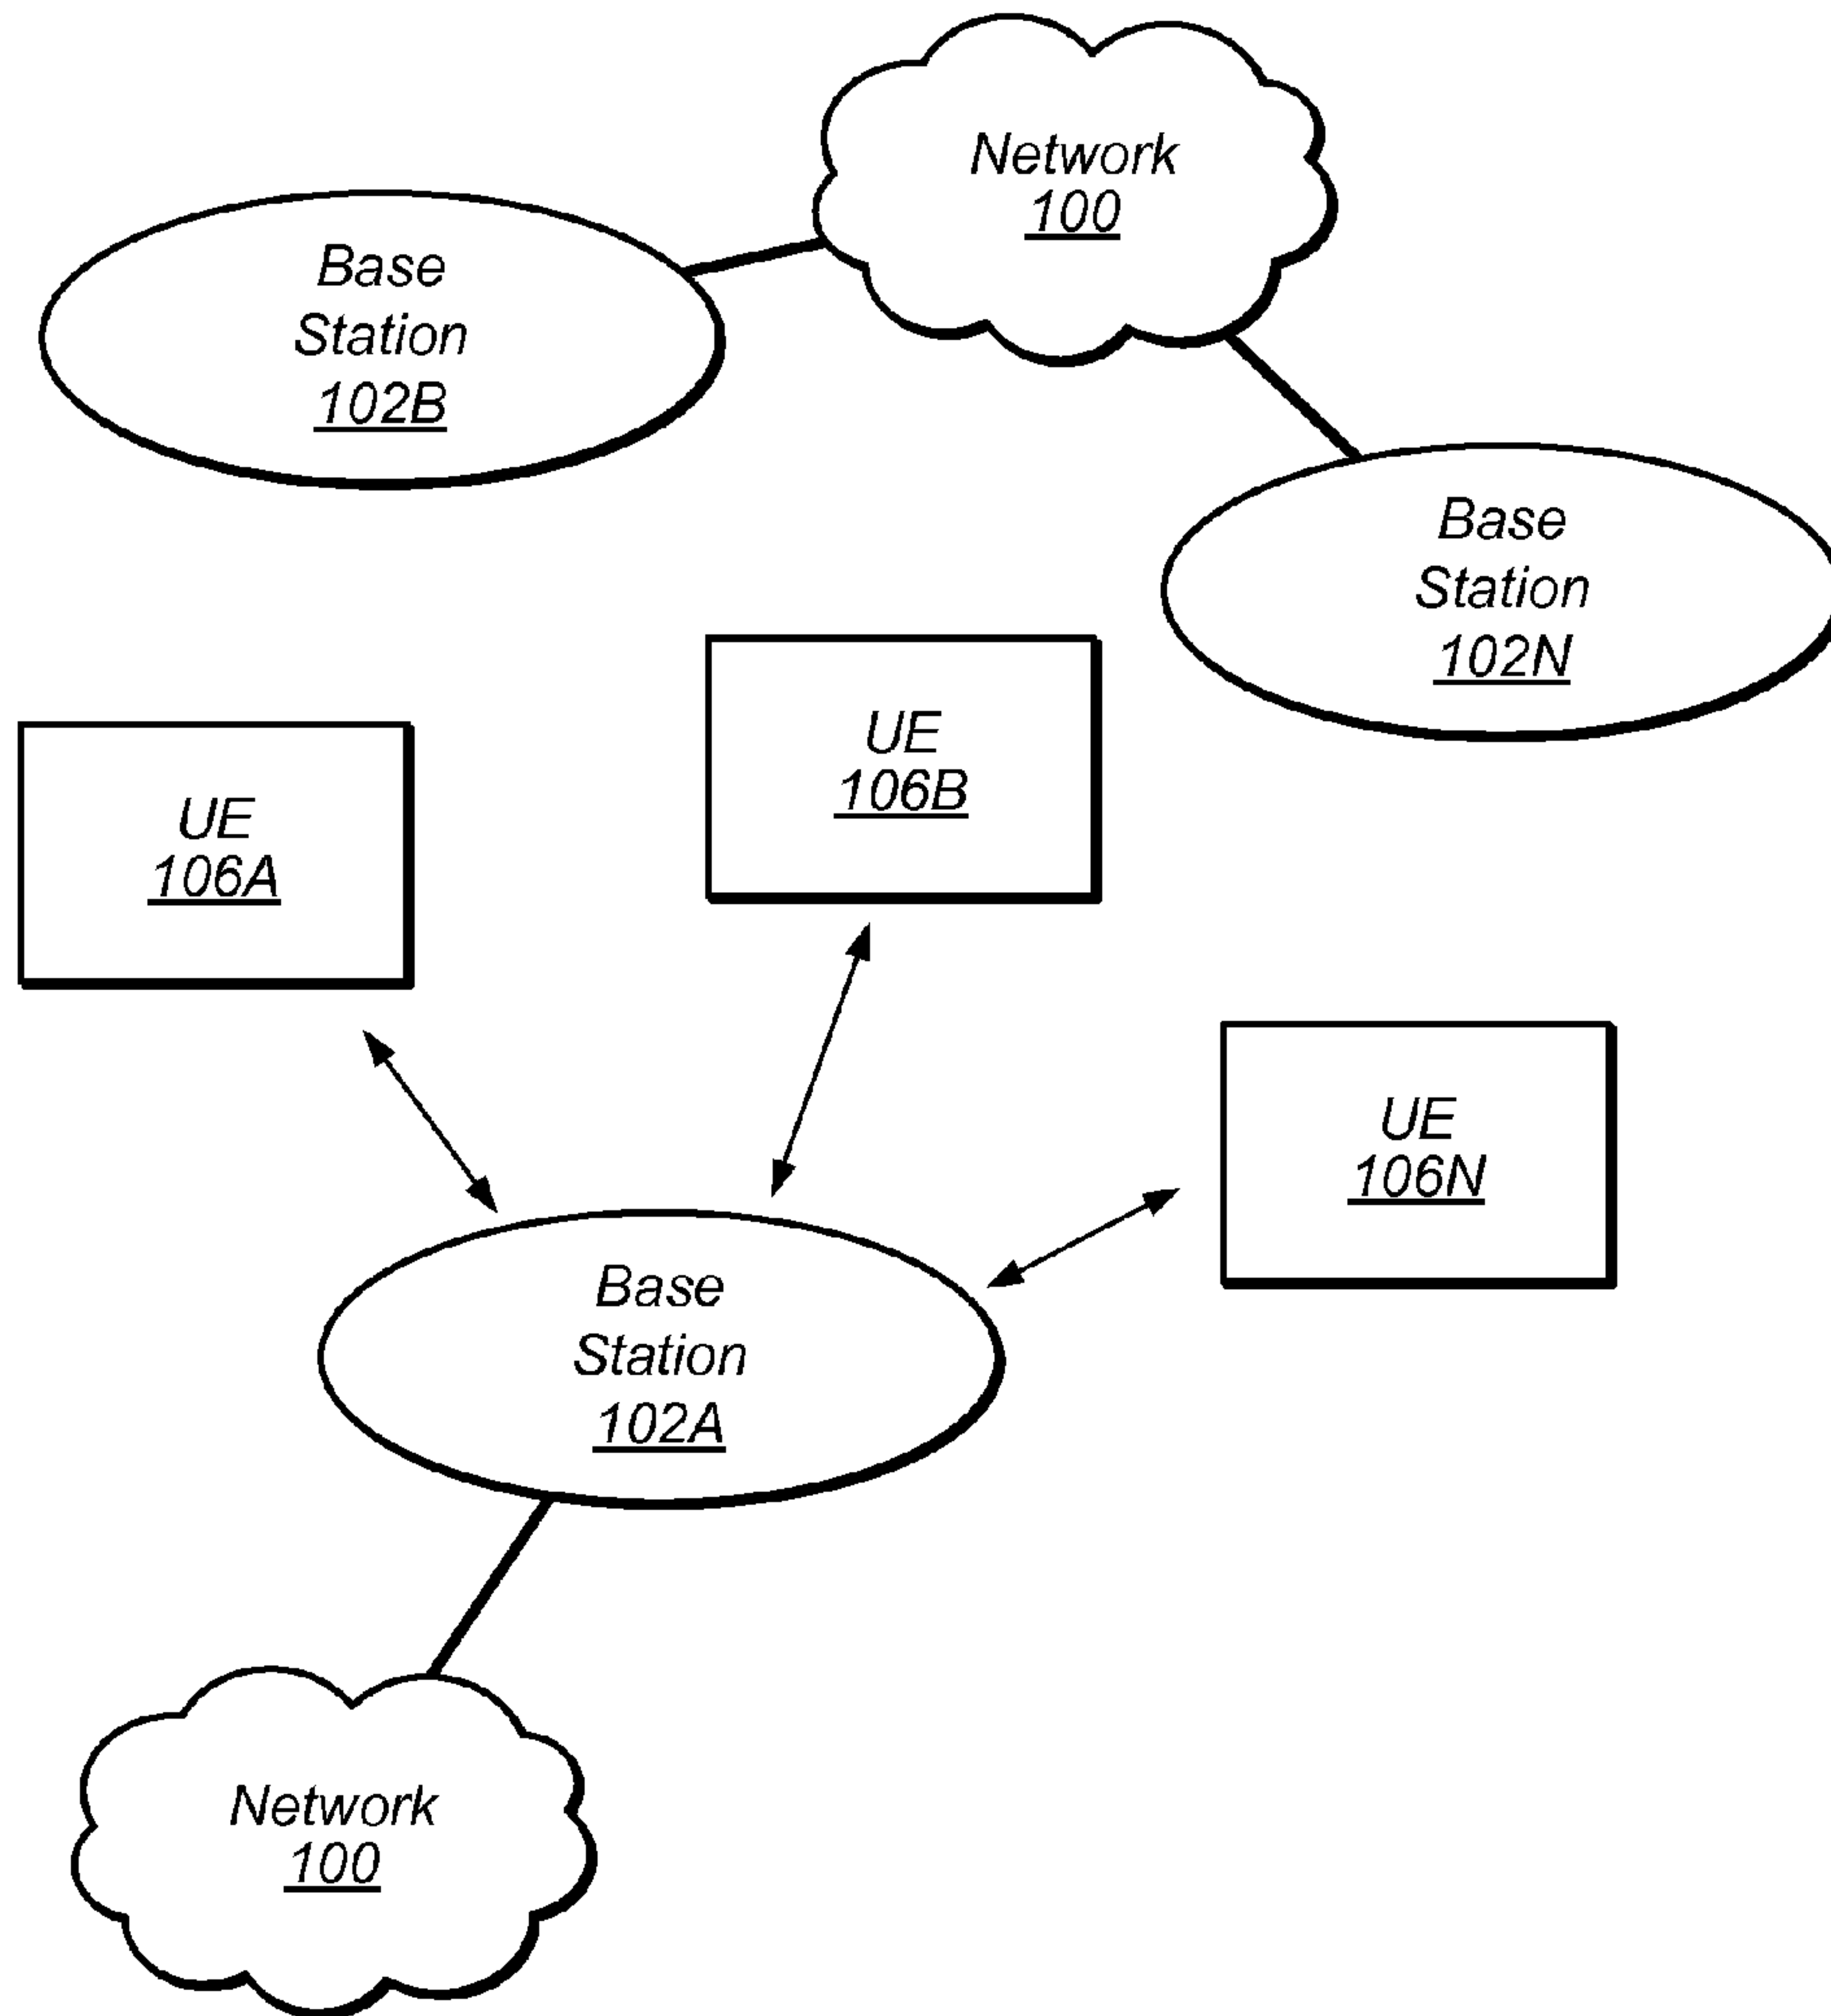 Network
100
Base
Station
102B
Base
Station
102N
UE
106B
UE
106A
UE
106N
Base
Station
102A
Network
100